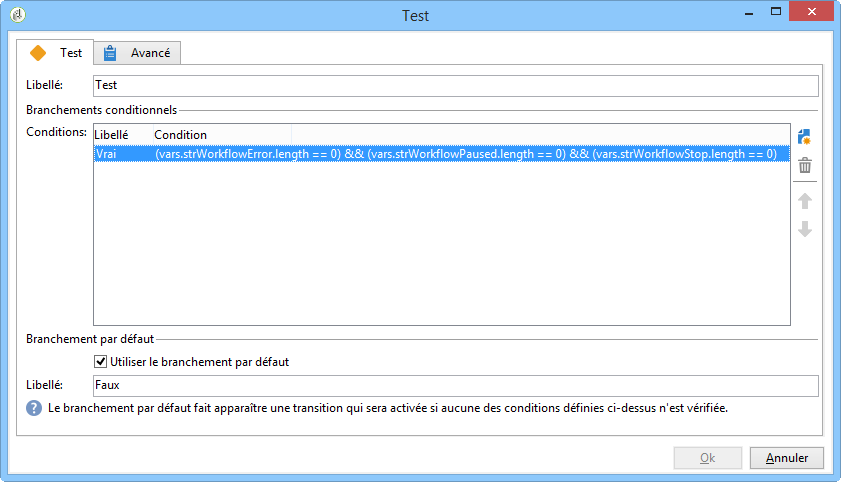 Test
Test
Avancé
Libellé:
Test
Branchements conditionnels
Conditions:
Libellé
Condition
Vrai
(vars.strWorkflowError.length == 0) && (vars.strWorkflowPaused.length == 0) && (vars.strWorkflowStop.length == 0)
Branchement par défaut
Utiliser le branchement par défaut
Libellé:
Faux
Le branchement par défaut fait apparaître une transition qui sera activée si aucune des conditions définies ci-dessus n'est vérifiée.
Ok
Annuler